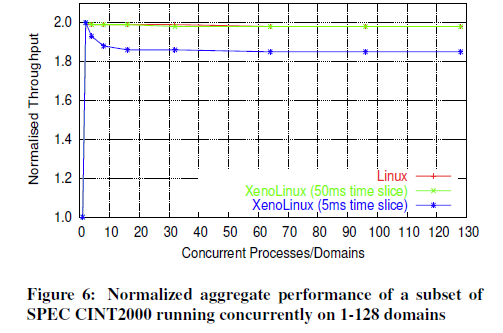 2.0
1.8
1.6
1.4
1.2
1.0
Normalised Throughput
Linux
XenoLinux (50ms time slice)
XenoLinux (5ms time slice)
0 10 20 30 40 50 60 70 80 90 100 110 120 130
Concurrent Processes/Domains
Figure 6: Normalized aggregate performance of a subset of
SPEC CINT2000 running concurrently on 1-128 domains